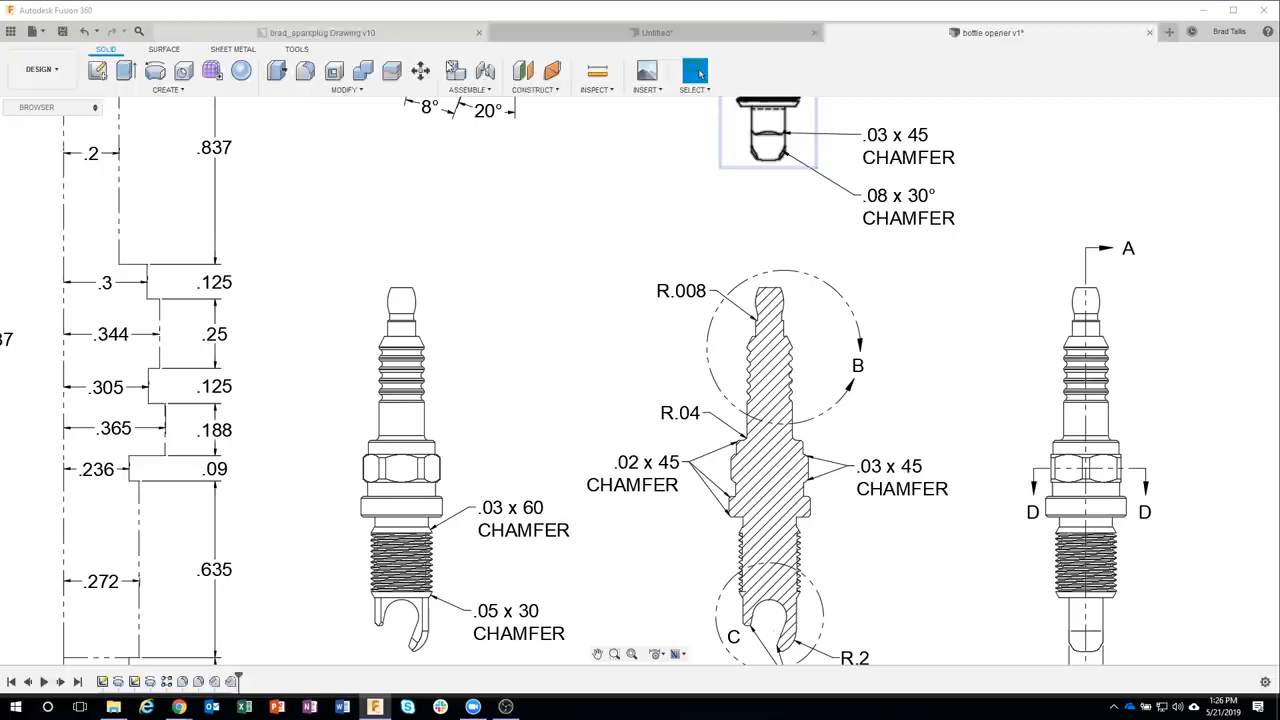 Autodesk Fusion 360
brad_sparkplug Drawing v10
Untitled*
bottle opener v1*
Brad Tallis
SOLID
SURFACE
SHEET METAL
TOOLS
DESIGN
CREATE
MODIFY
ASSEMBLE
CONSTRUCT
INSPECT
INSERT
SELECT
BROWSER
8°
20°
.03 x 45
CHAMFER
.08 x 30°
CHAMFER
.2
.837
A
.3
.125
R.008
.344
.25
37
B
.305
.125
R.04
.365
.188
.236
.09
.02 x 45
CHAMFER
.03 x 45
CHAMFER
D
D
.03 x 60
CHAMFER
.272
.635
.05 x 30
CHAMFER
C
R.2
1:26 PM
5/21/2019